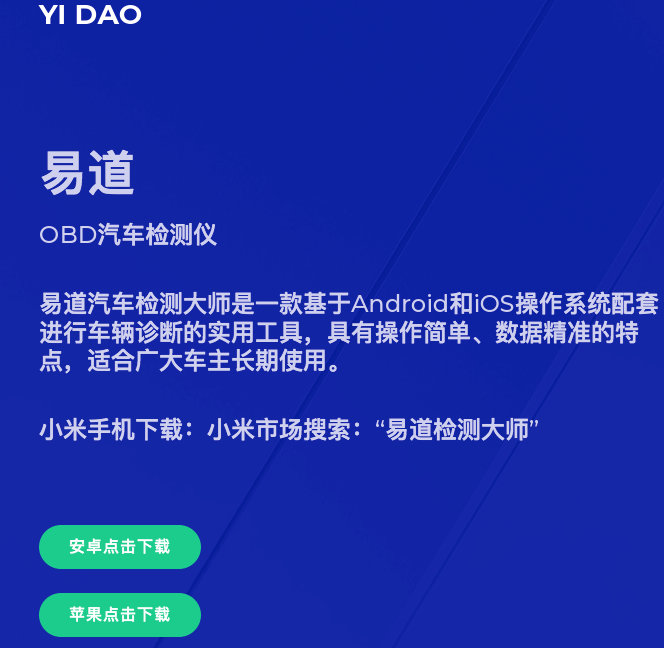 YI DAO
易道
OBD汽车检测仪
易道汽车检测大师是一款基于Android和iOS操作系统配套
进行车辆诊断的实用工具，具有操作简单、数据精准的特
点，适合广大车主长期使用。
小米手机下载：小米市场搜索：“易道检测大师”
安卓点击下载
苹果点击下载